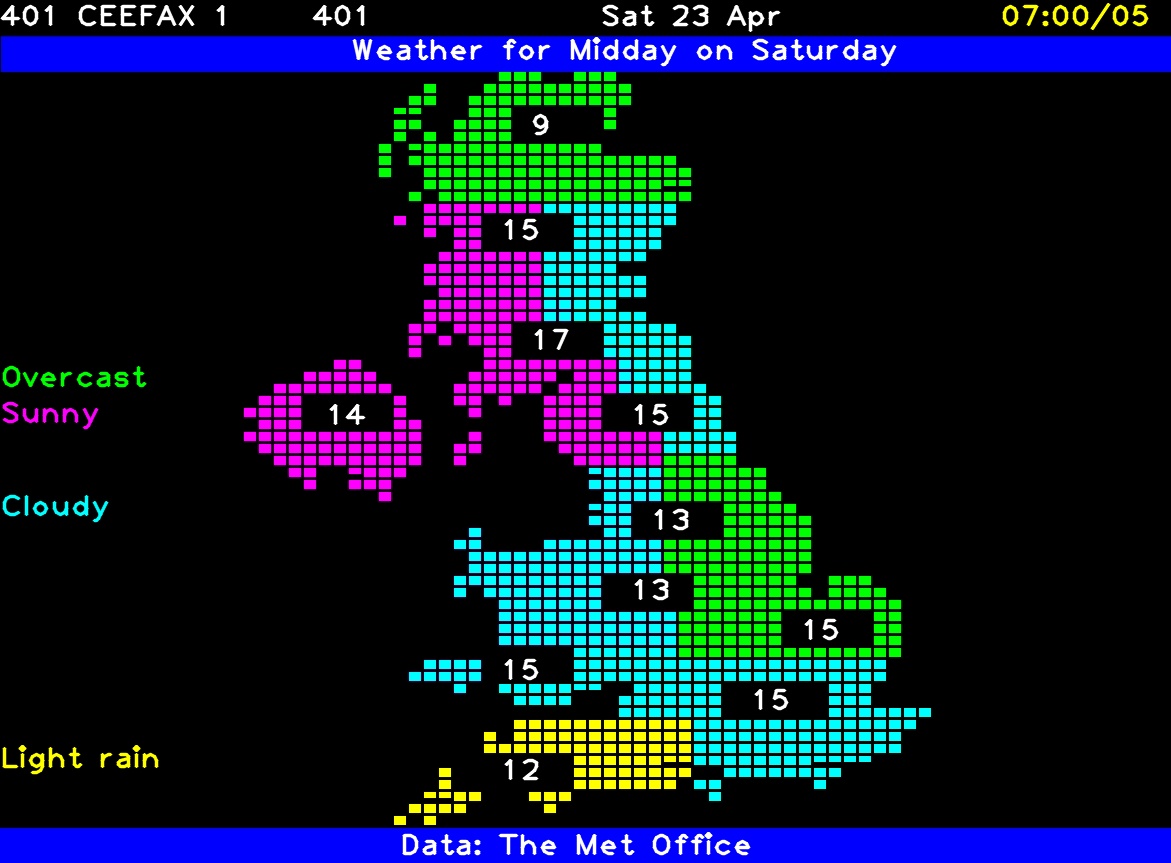 401 CEEFAX 1 401 Sat 23 Apr 07:00/05
Weather for Midday on Saturday
9
15
17
Overcast
Sunny 14 15
Cloudy 13
13
15
15
15
Light rain 12
Data: The Met Office